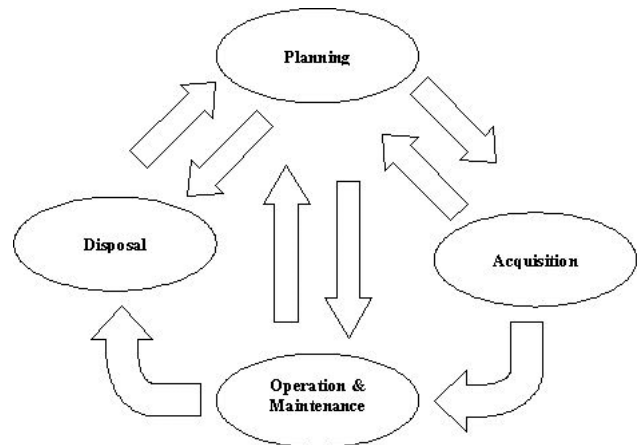 Planning
Disposal
Acquisition
Operation &
Maintenance